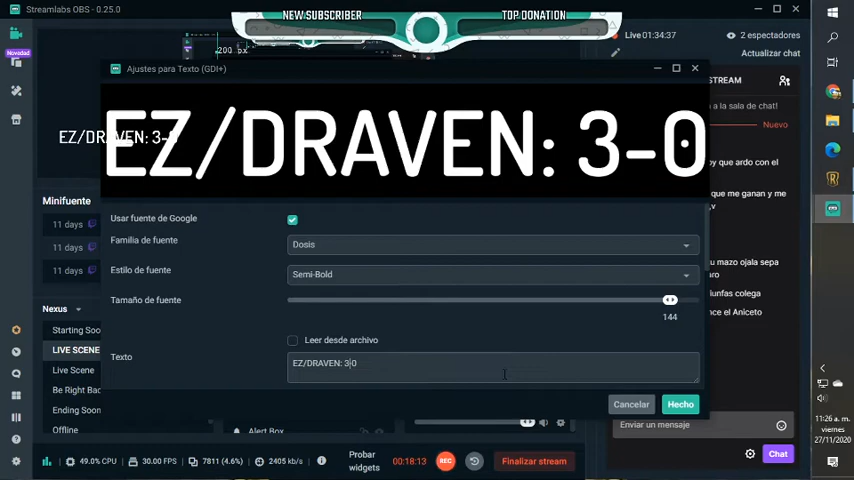 Streamlabs OBS - 0.25.0
NEW SUBSCRIBER
TOP DONATION
Live 01:34:37
2 espectadores
Actualizar chat
Novedad
200 px
Ajustes para Texto (GDI+)
STREAM
a a la sala de chat!
Nuevo
EZ/DRAVEN: 3-0
EZ/DRAVEN: 3-0
oy que ardo con el
que me ganan y me
,v
u mazo ojala sepa
aro
iunfas colega
ce el Aniceto
Minifuente
11 days
11 days
11 days
Usar fuente de Google
Familia de fuente
Dosis
Estilo de fuente
Semi-Bold
Tamaño de fuente
144
Leer desde archivo
Texto
EZ/DRAVEN: 3-0
Cancelar
Hecho
Nexus
Starting Soo
LIVE SCENE
Live Scene
Be Right Bac
Ending Soon
Offline
Alert Box
Enviar un mensaje
Chat
49.0% CPU
30.00 FPS
7811 (4.6%)
2405 kb/s
Probar
widgets
00:18:13
REC
Finalizar stream
11:26 a. m.
viernes
27/11/2020